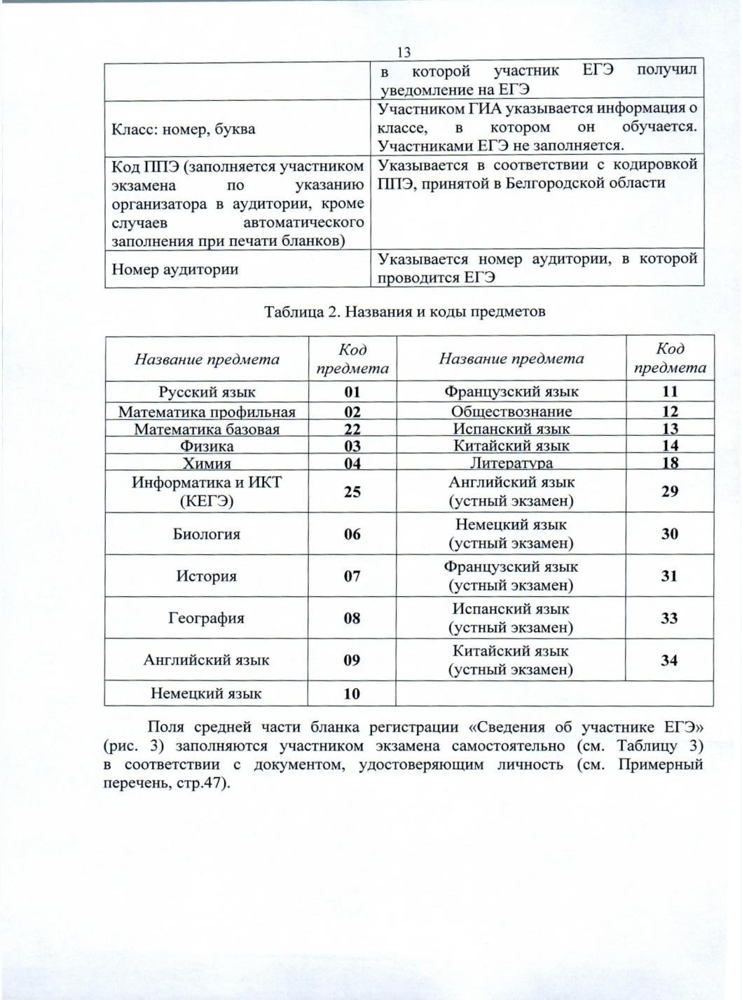 13
в которой участник ЕГЭ получил
уведомление на ЕГЭ
Класс: номер, буква
Участником ГИА указывается информация о
классе, в котором он обучается.
Участниками ЕГЭ не заполняется.
Код ППЭ (заполняется участником
экзамена по указанию
организатора в аудитории, кроме
случаев автоматического
заполнения при печати бланков)
Указывается в соответствии с кодировкой
ППЭ, принятой в Белгородской области
Номер аудитории
Указывается номер аудитории, в которой
проводится ЕГЭ
Таблица 2. Названия и коды предметов
Название предмета
Код
предмета
Название предмета
Код
предмета
Русский язык 01 Французский язык 11
Математика профильная 02 Обществознание 12
Математика базовая 22 Испанский язык 13
Физика 03 Китайский язык 14
Химия 04 Литература 18
Информатика и ИКТ
(КЕГЭ)
25
Английский язык
(устный экзамен)
29
Биология
06
Немецкий язык
(устный экзамен)
30
История
07
Французский язык
(устный экзамен)
31
География
08
Испанский язык
(устный экзамен)
33
Английский язык
09
Китайский язык
(устный экзамен)
34
Немецкий язык 10
Поля средней части бланка регистрации «Сведения об участнике ЕГЭ»
(рис. 3) заполняются участником экзамена самостоятельно (см. Таблицу 3)
в соответствии с документом, удостоверяющим личность (см. Примерный
перечень, стр.47).